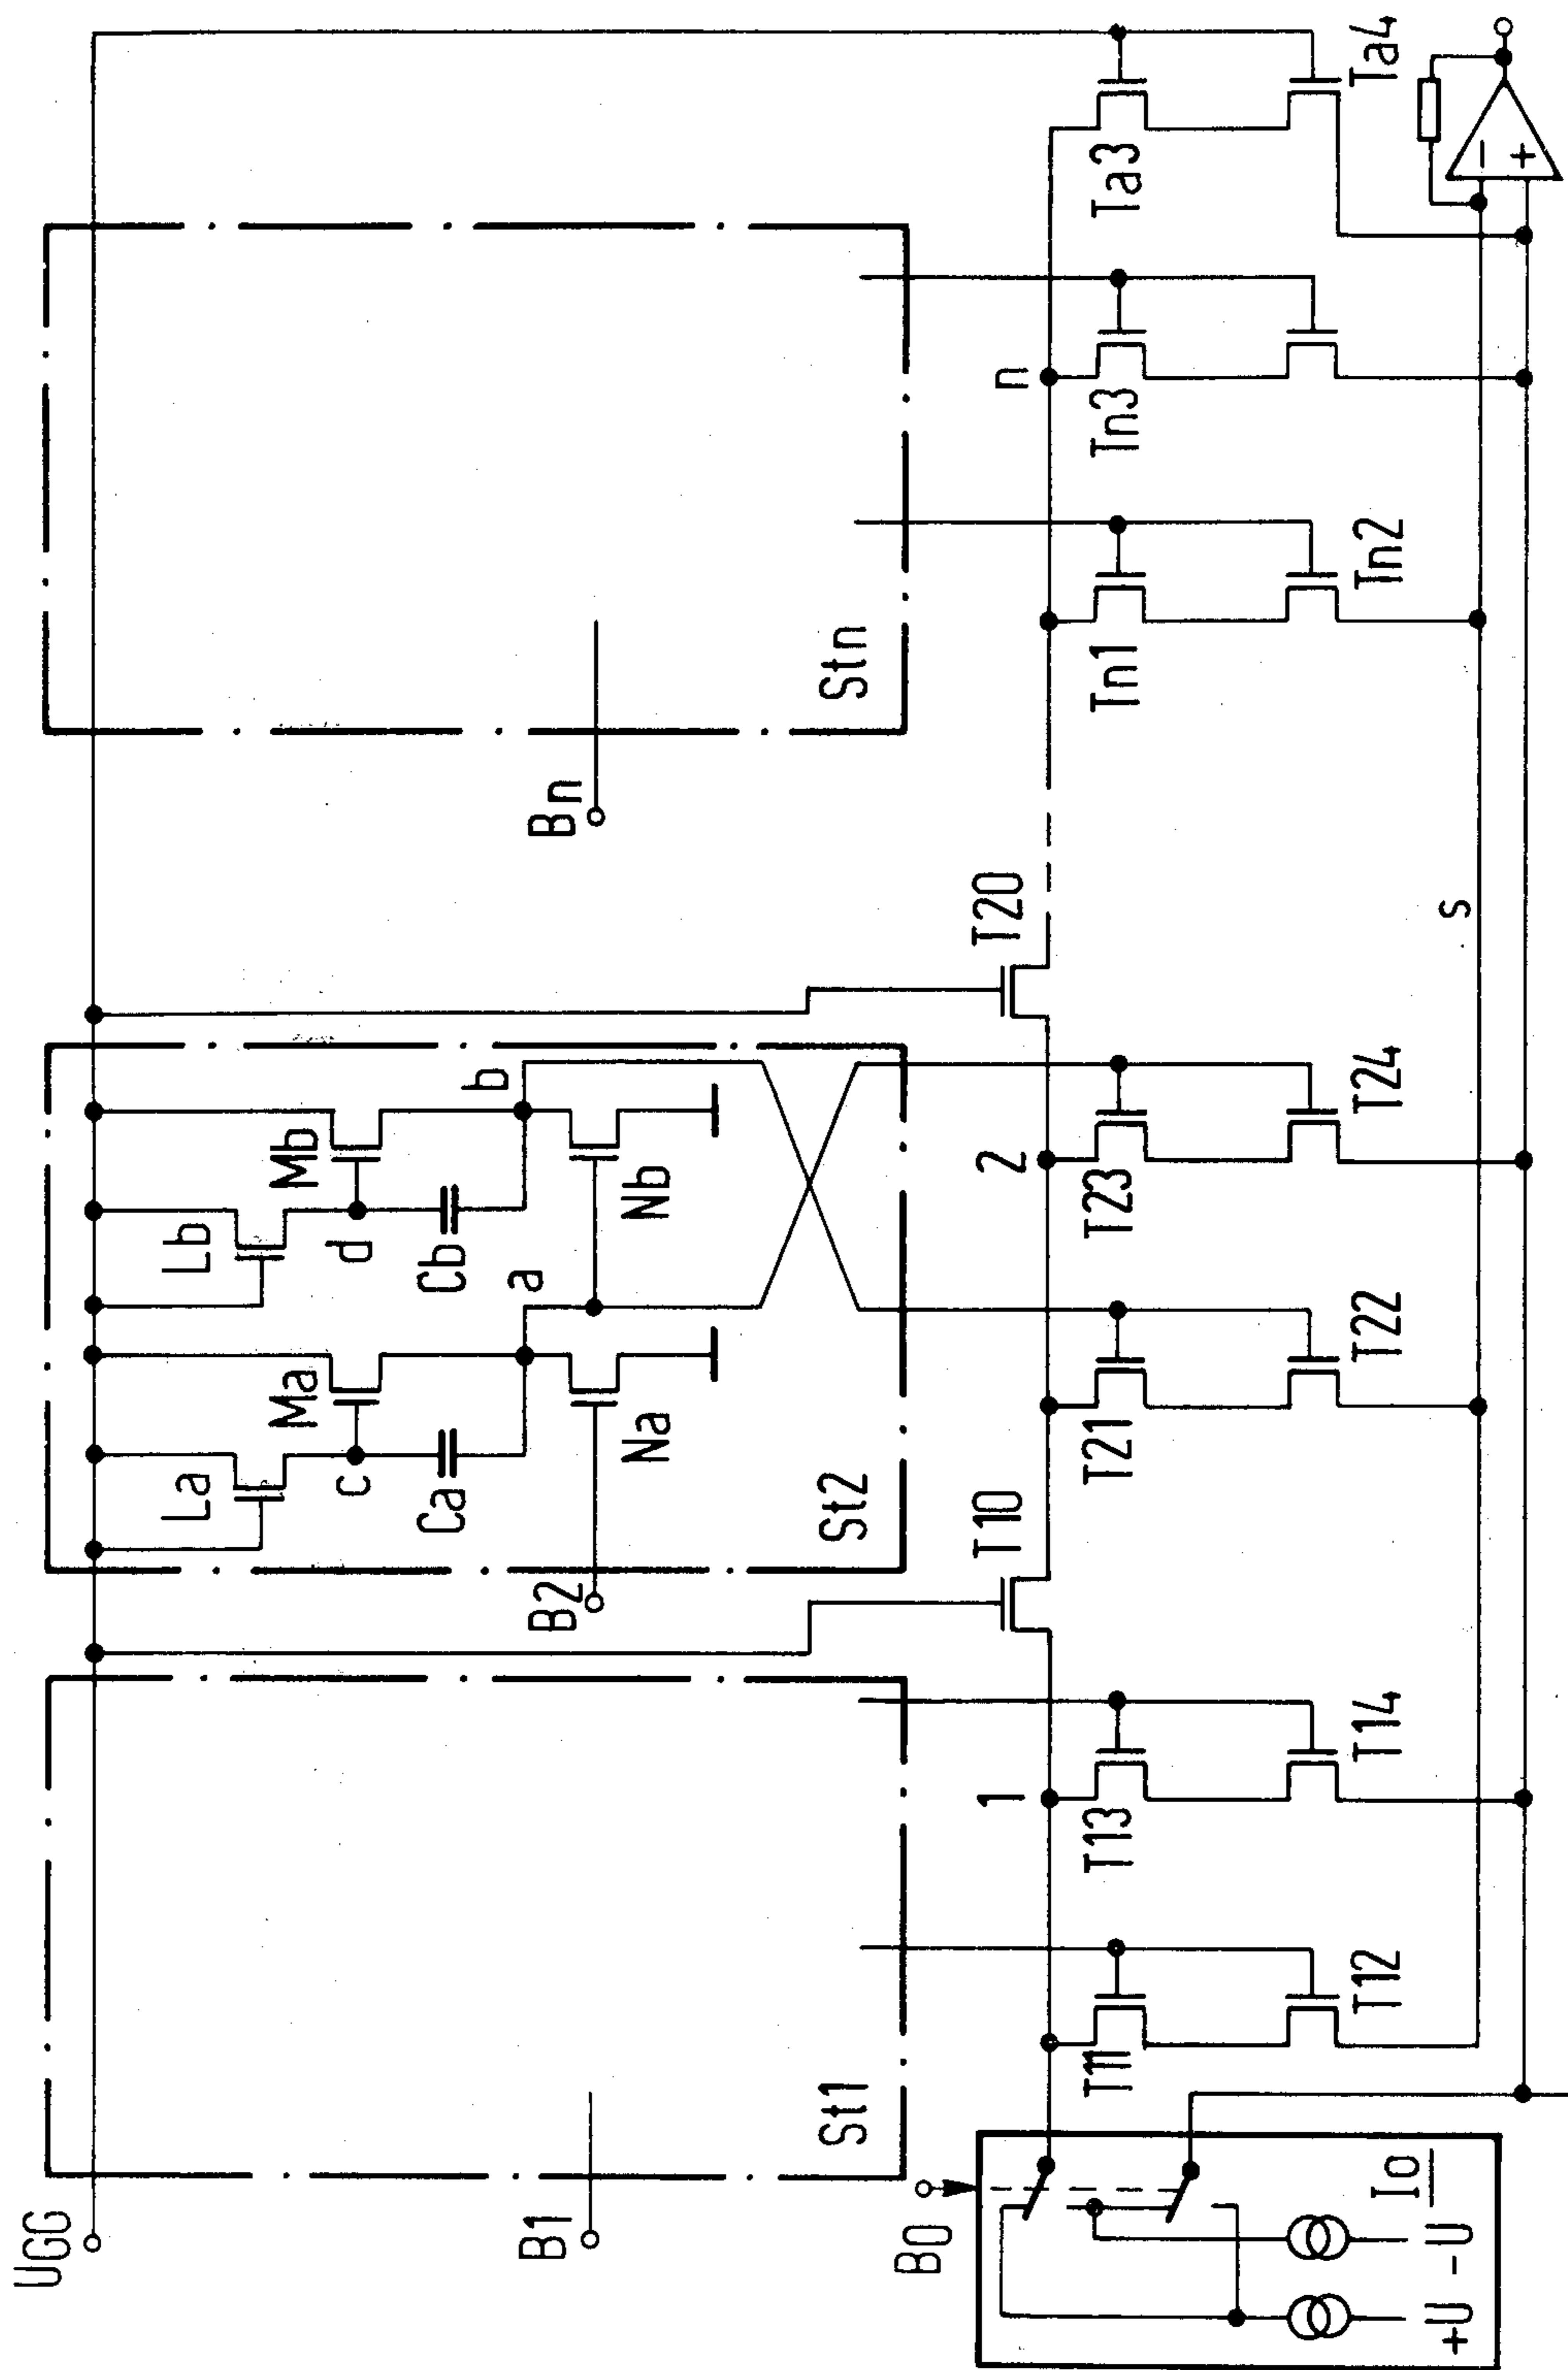 UGG
B1
St1
B2
St2
La
Ma
c
Ca
Na
a
Lb
Mb
d
Cb
Nb
b
Bn
Stn
B0
+U -U
I0
T11
T12
T13
T14
1
T10
T21
T22
T23
T24
2
T20
Tn1
Tn2
Tn3
n
Ta3
Ta4
s
-
+